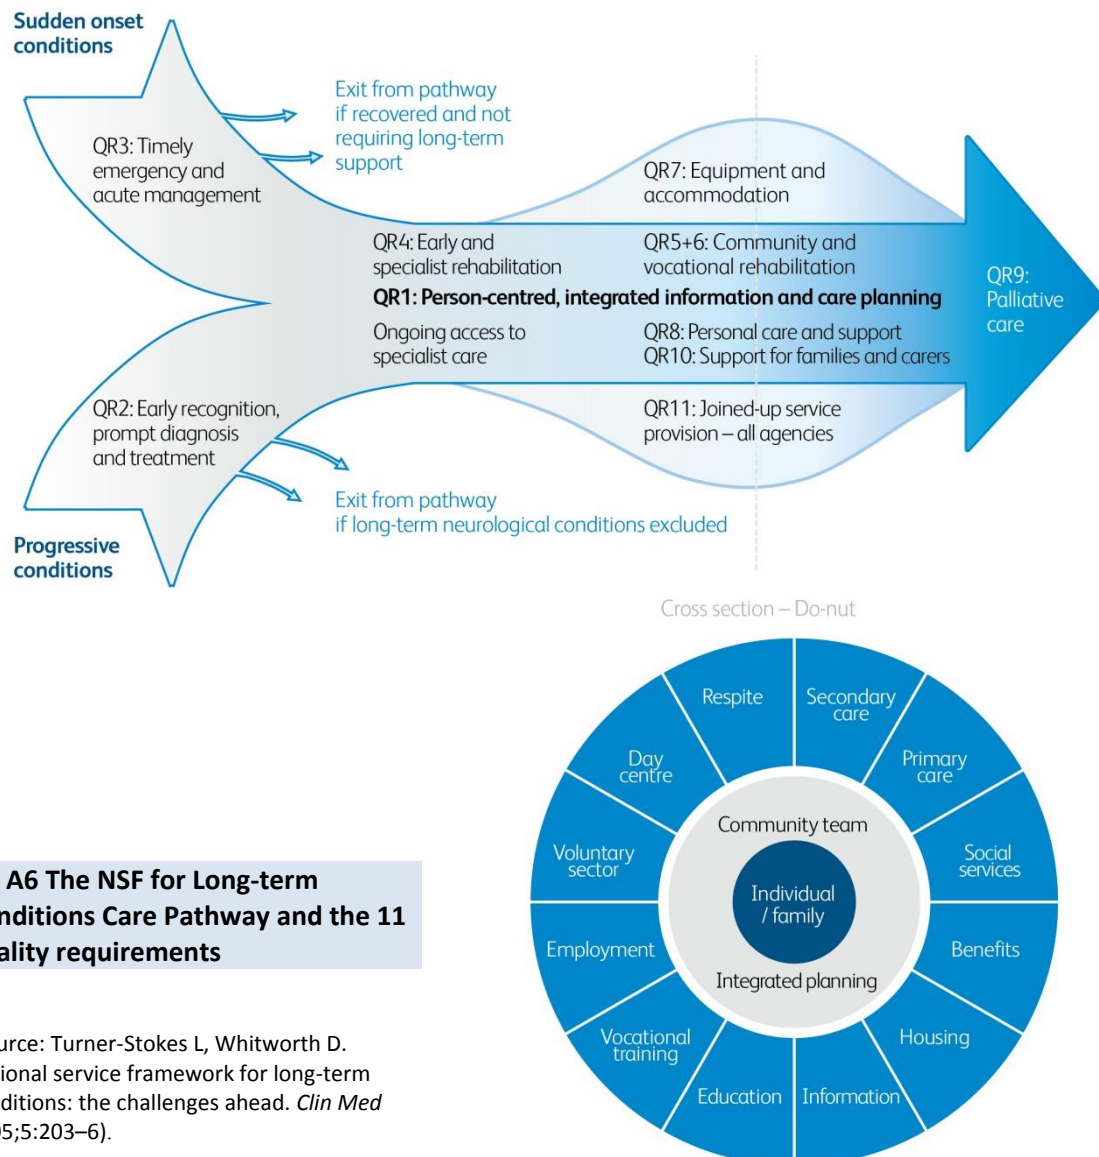 Sudden onset
conditions
Exit from pathway
if recovered and not
requiring long-term
support
QR3: Timely
emergency and
acute management
QR7: Equipment and
accommodation
QR4: Early and
specialist rehabilitation
QR5+6: Community and
vocational rehabilitation
QR1: Person-centred, integrated information and care planning
QR9:
Palliative
care
Ongoing access to
specialist care
QR8: Personal care and support
QR10: Support for families and carers
QR2: Early recognition,
prompt diagnosis
and treatment
QR11: Joined-up service
provision – all agencies
Exit from pathway
if long-term neurological conditions excluded
Progressive
conditions
Cross section – Do-nut
Respite
Secondary
care
Day
centre
Primary
care
Voluntary
sector
Community team
Social
services
Individual
/ family
Employment
Integrated planning
Benefits
Vocational
training
Housing
Education
Information
A6 The NSF for Long-term
nditions Care Pathway and the 11
ality requirements
urce: Turner-Stokes L, Whitworth D.
ional service framework for long-term
ditions: the challenges ahead. Clin Med
05;5:203–6).